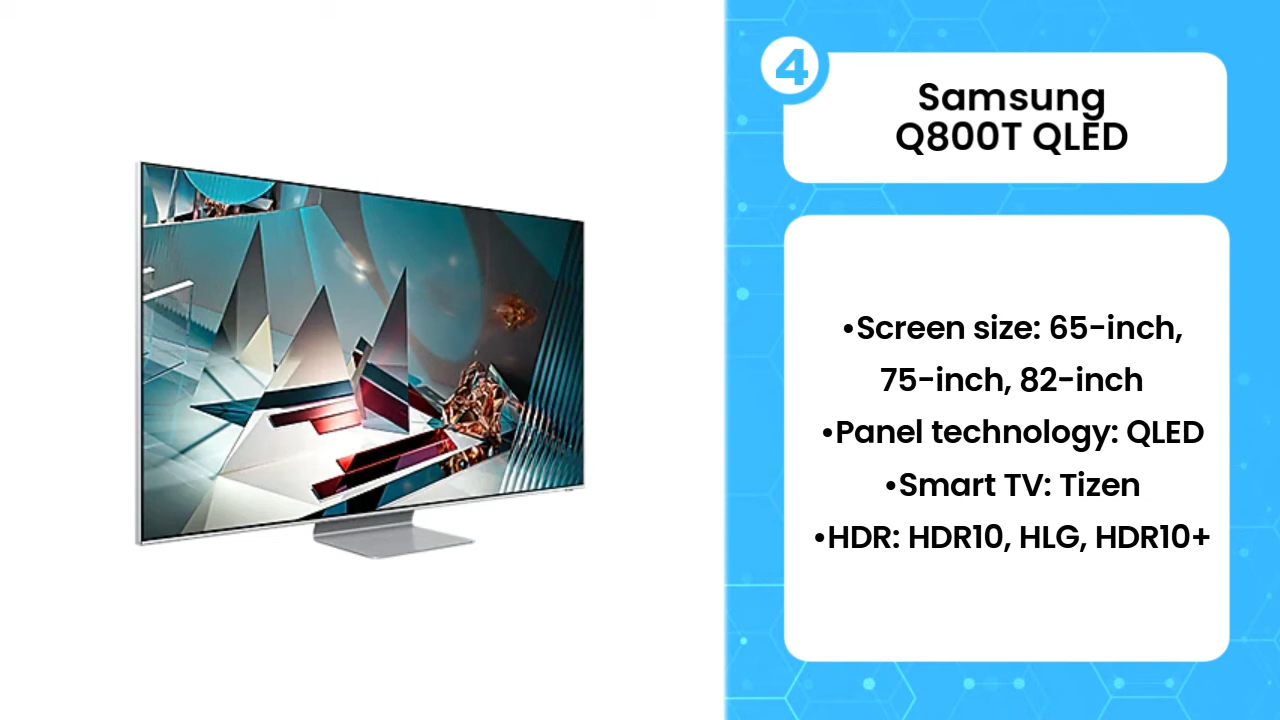 4
Samsung
Q800T QLED
•Screen size: 65-inch,
75-inch, 82-inch
•Panel technology: QLED
•Smart TV: Tizen
•HDR: HDR10, HLG, HDR10+